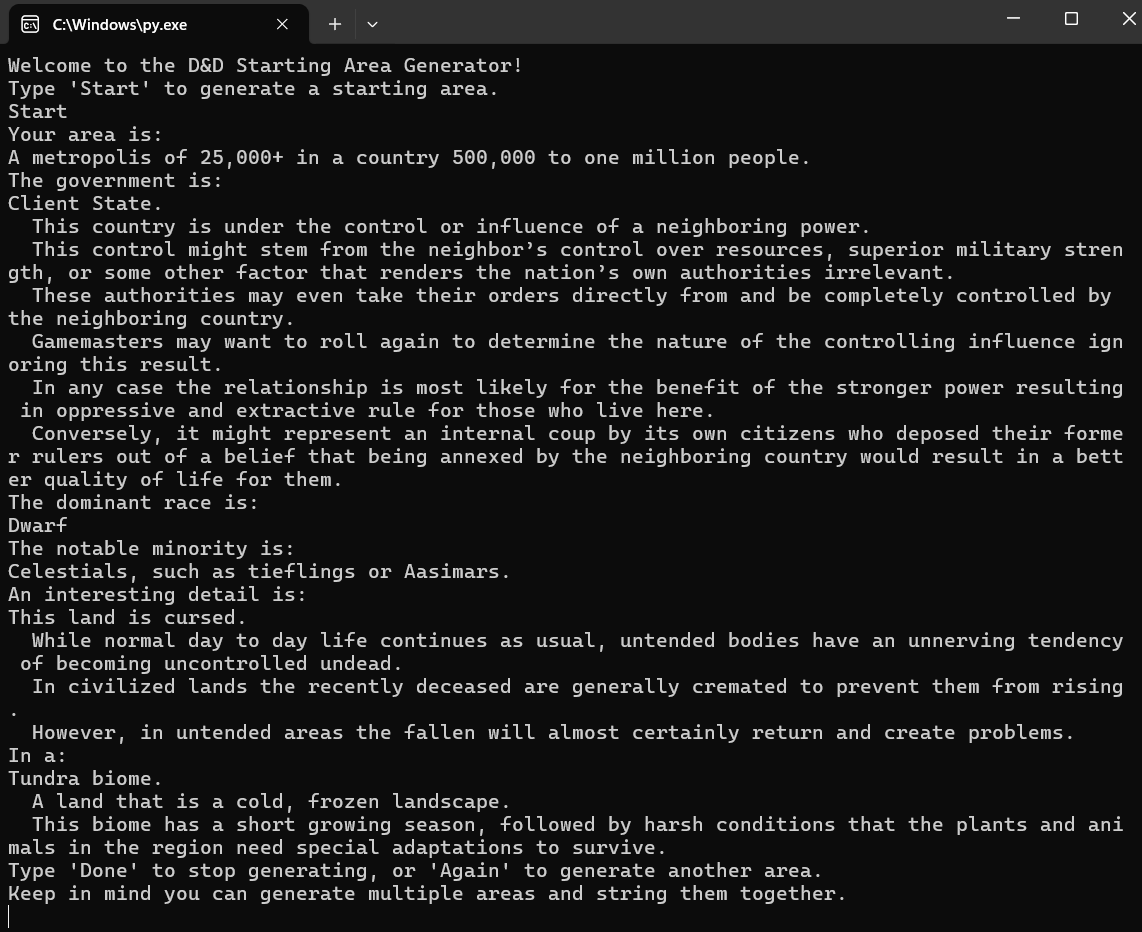 C:\Windows\py.exe
Welcome to the D&D Starting Area Generator!
Type 'Start' to generate a starting area.
Start
Your area is:
A metropolis of 25,000+ in a country 500,000 to one million people.
The government is:
Client State.
  This country is under the control or influence of a neighboring power.
  This control might stem from the neighbor’s control over resources, superior military stren
gth, or some other factor that renders the nation’s own authorities irrelevant.
  These authorities may even take their orders directly from and be completely controlled by
the neighboring country.
  Gamemasters may want to roll again to determine the nature of the controlling influence ign
oring this result.
  In any case the relationship is most likely for the benefit of the stronger power resulting
 in oppressive and extractive rule for those who live here.
  Conversely, it might represent an internal coup by its own citizens who deposed their forme
r rulers out of a belief that being annexed by the neighboring country would result in a bett
er quality of life for them.
The dominant race is:
Dwarf
The notable minority is:
Celestials, such as tieflings or Aasimars.
An interesting detail is:
This land is cursed.
  While normal day to day life continues as usual, untended bodies have an unnerving tendency
 of becoming uncontrolled undead.
  In civilized lands the recently deceased are generally cremated to prevent them from rising
.
  However, in untended areas the fallen will almost certainly return and create problems.
In a:
Tundra biome.
  A land that is a cold, frozen landscape.
  This biome has a short growing season, followed by harsh conditions that the plants and ani
mals in the region need special adaptations to survive.
Type 'Done' to stop generating, or 'Again' to generate another area.
Keep in mind you can generate multiple areas and string them together.